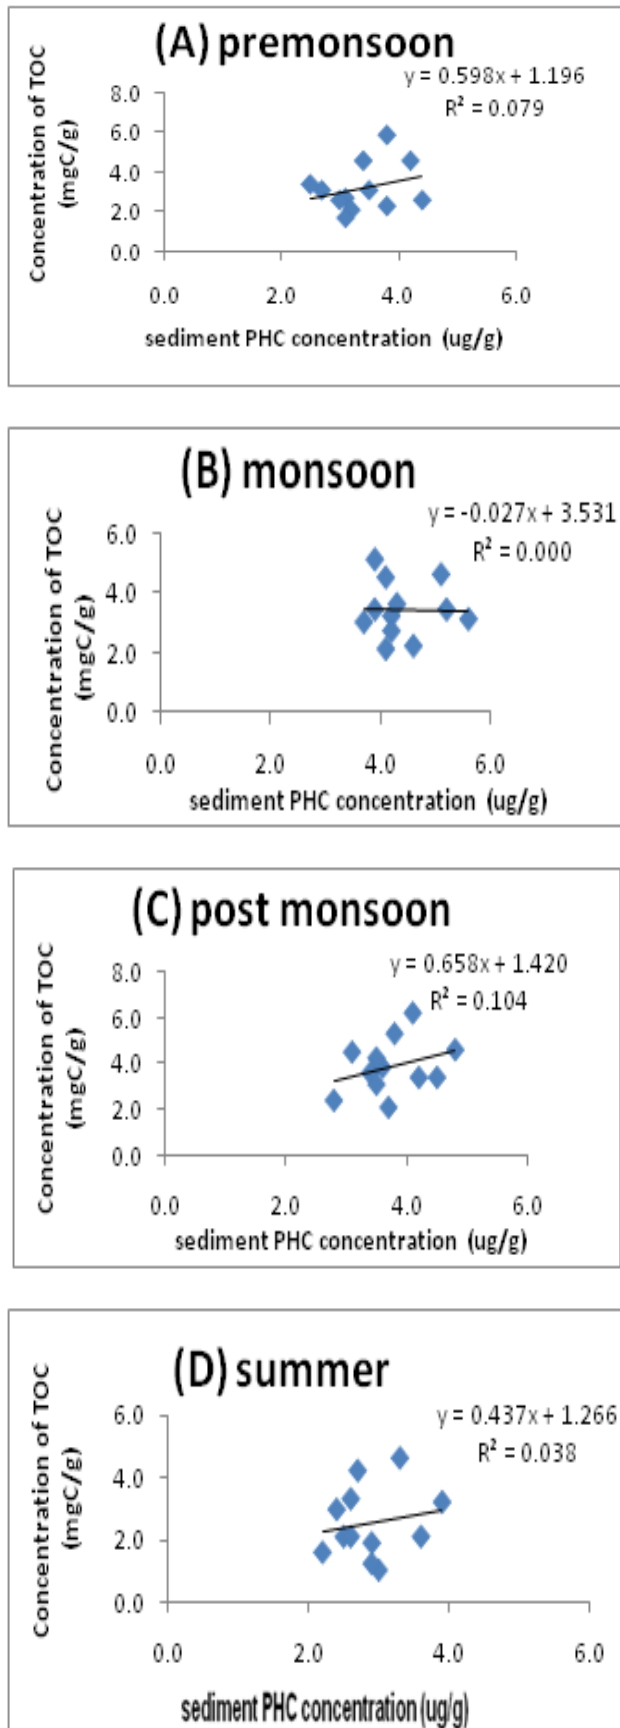 (A) premonsoon
y = 0.598x + 1.196
R² = 0.079
Concentration of TOC
(mgC/g)
8.0
6.0
4.0
2.0
0.0
0.0 2.0 4.0 6.0
sediment PHC concentration (ug/g)
(B) monsoon
y = -0.027x + 3.531
R² = 0.000
Concentration of TOC
(mgC/g)
6.0
4.0
2.0
0.0
0.0 2.0 4.0 6.0
sediment PHC concentration (ug/g)
(C) post monsoon
y = 0.658x + 1.420
R² = 0.104
Concentration of TOC
(mgC/g)
8.0
6.0
4.0
2.0
0.0
0.0 2.0 4.0 6.0
sediment PHC concentration (ug/g)
(D) summer
y = 0.437x + 1.266
R² = 0.038
Concentration of TOC
(mgC/g)
6.0
4.0
2.0
0.0
0.0 2.0 4.0 6.0
sediment PHC concentration (ug/g)